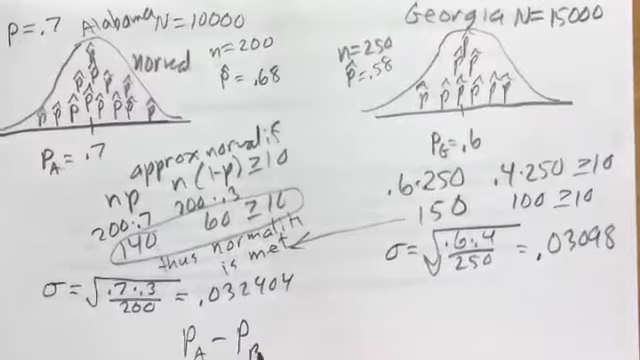 P=.7 Alabama N=10000
normal
n=200
p̂=.68
p̂
p̂
p̂ p̂
p̂ p̂ p̂
p̂ p̂ p̂ p̂ p̂ p̂
P_A=.7
approx normal if
np n(1-p)≥10
200·.7 200·.3
140 60≥10
thus normality
is met
σ=√(.7·.3/200)=.032404
P_A - P_B
Georgia N=15000
n=250
p̂=.58
p̂
p̂ p̂
p̂ p̂ p̂ p̂ p̂ p̂
P_G=.6
.6·250 .4·250≥10
150 100≥10
σ=√(.6·.4/250)=.03098